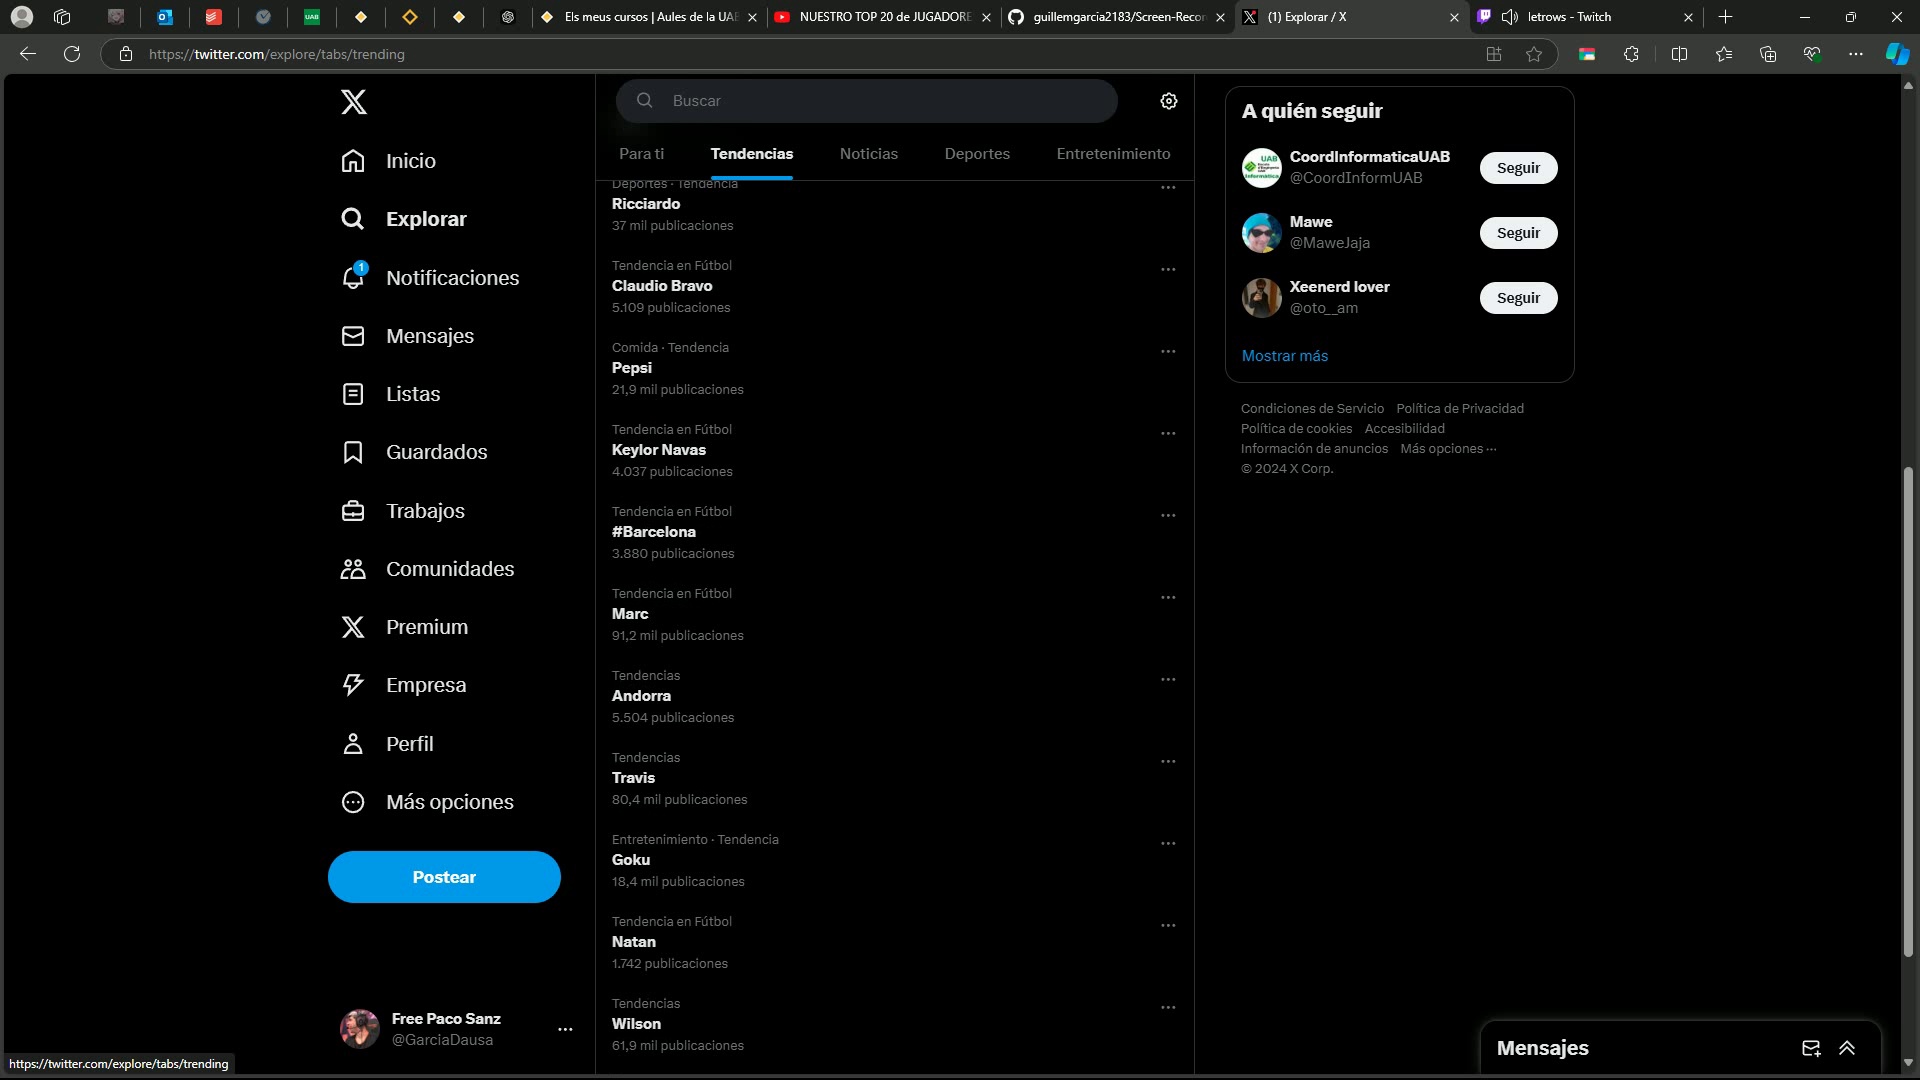 Els meus cursos | Aules de la UAB
NUESTRO TOP 20 de JUGADORE
guillemgarcia2183/Screen-Recor
(1) Explorar / X
letrows - Twitch
https://twitter.com/explore/tabs/trending
Inicio
Explorar
1
Notificaciones
Mensajes
Listas
Guardados
Trabajos
Comunidades
Premium
Empresa
Perfil
Más opciones
Postear
Free Paco Sanz
@GarciaDausa
https://twitter.com/explore/tabs/trending
Buscar
Para ti Tendencias Noticias Deportes Entretenimiento
Deportes · Tendencia
Ricciardo
37 mil publicaciones
Tendencia en Fútbol
Claudio Bravo
5.109 publicaciones
Comida · Tendencia
Pepsi
21,9 mil publicaciones
Tendencia en Fútbol
Keylor Navas
4.037 publicaciones
Tendencia en Fútbol
#Barcelona
3.880 publicaciones
Tendencia en Fútbol
Marc
91,2 mil publicaciones
Tendencias
Andorra
5.504 publicaciones
Tendencias
Travis
80,4 mil publicaciones
Entretenimiento · Tendencia
Goku
18,4 mil publicaciones
Tendencia en Fútbol
Natan
1.742 publicaciones
Tendencias
Wilson
61,9 mil publicaciones
A quién seguir
CoordInformaticaUAB
@CoordInformUAB
Seguir
Mawe
@MaweJaja
Seguir
Xeenerd lover
@oto__am
Seguir
Mostrar más
Condiciones de Servicio Política de Privacidad
Política de cookies Accesibilidad
Información de anuncios Más opciones ···
© 2024 X Corp.
Mensajes